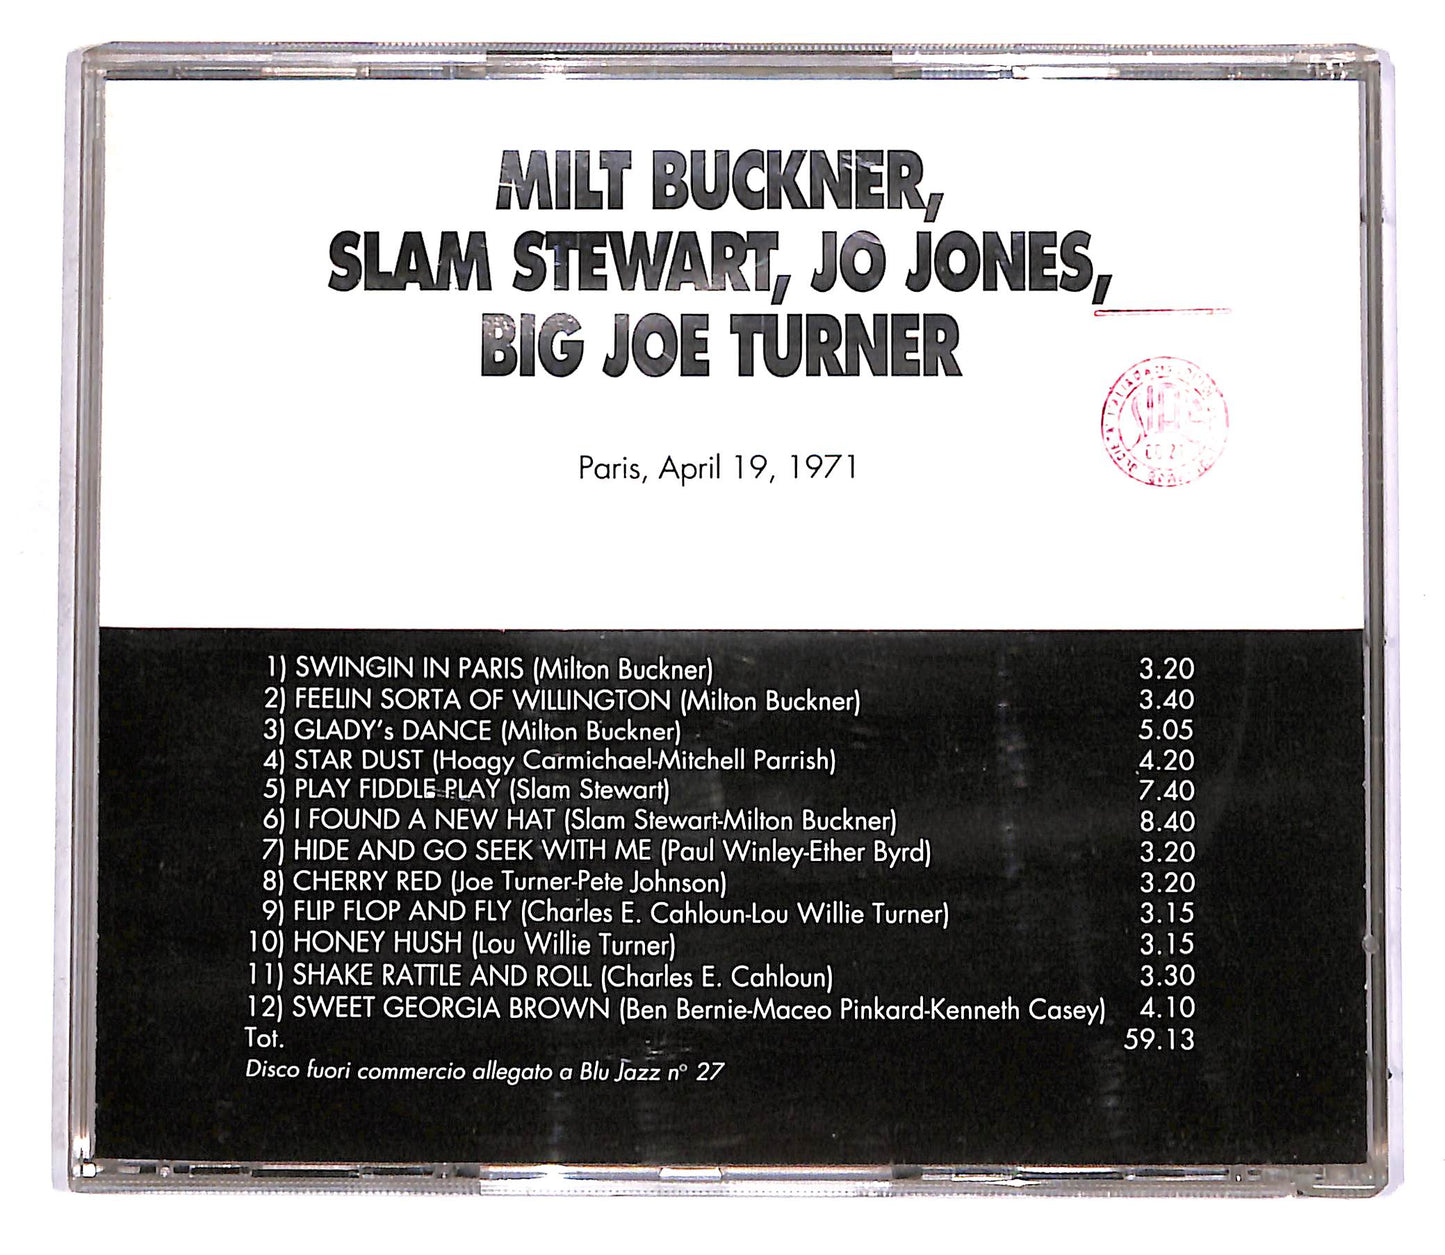 MILT BUCKNER,
SLAM STEWART, JO JONES,
BIG JOE TURNER
Paris, April 19, 1971
1) SWINGIN IN PARIS (Milton Buckner) 3.20
2) FEELIN SORTA OF WILLINGTON (Milton Buckner) 3.40
3) GLADY's DANCE (Milton Buckner) 5.05
4) STAR DUST (Hoagy Carmichael-Mitchell Parrish) 4.20
5) PLAY FIDDLE PLAY (Slam Stewart) 7.40
6) I FOUND A NEW HAT (Slam Stewart-Milton Buckner) 8.40
7) HIDE AND GO SEEK WITH ME (Paul Winley-Ether Byrd) 3.20
8) CHERRY RED (Joe Turner-Pete Johnson) 3.20
9) FLIP FLOP AND FLY (Charles E. Cahloun-Lou Willie Turner) 3.15
10) HONEY HUSH (Lou Willie Turner) 3.15
11) SHAKE RATTLE AND ROLL (Charles E. Cahloun) 3.30
12) SWEET GEORGIA BROWN (Ben Bernie-Maceo Pinkard-Kenneth Casey) 4.10
Tot. 59.13
Disco fuori commercio allegato a Blu Jazz n° 27